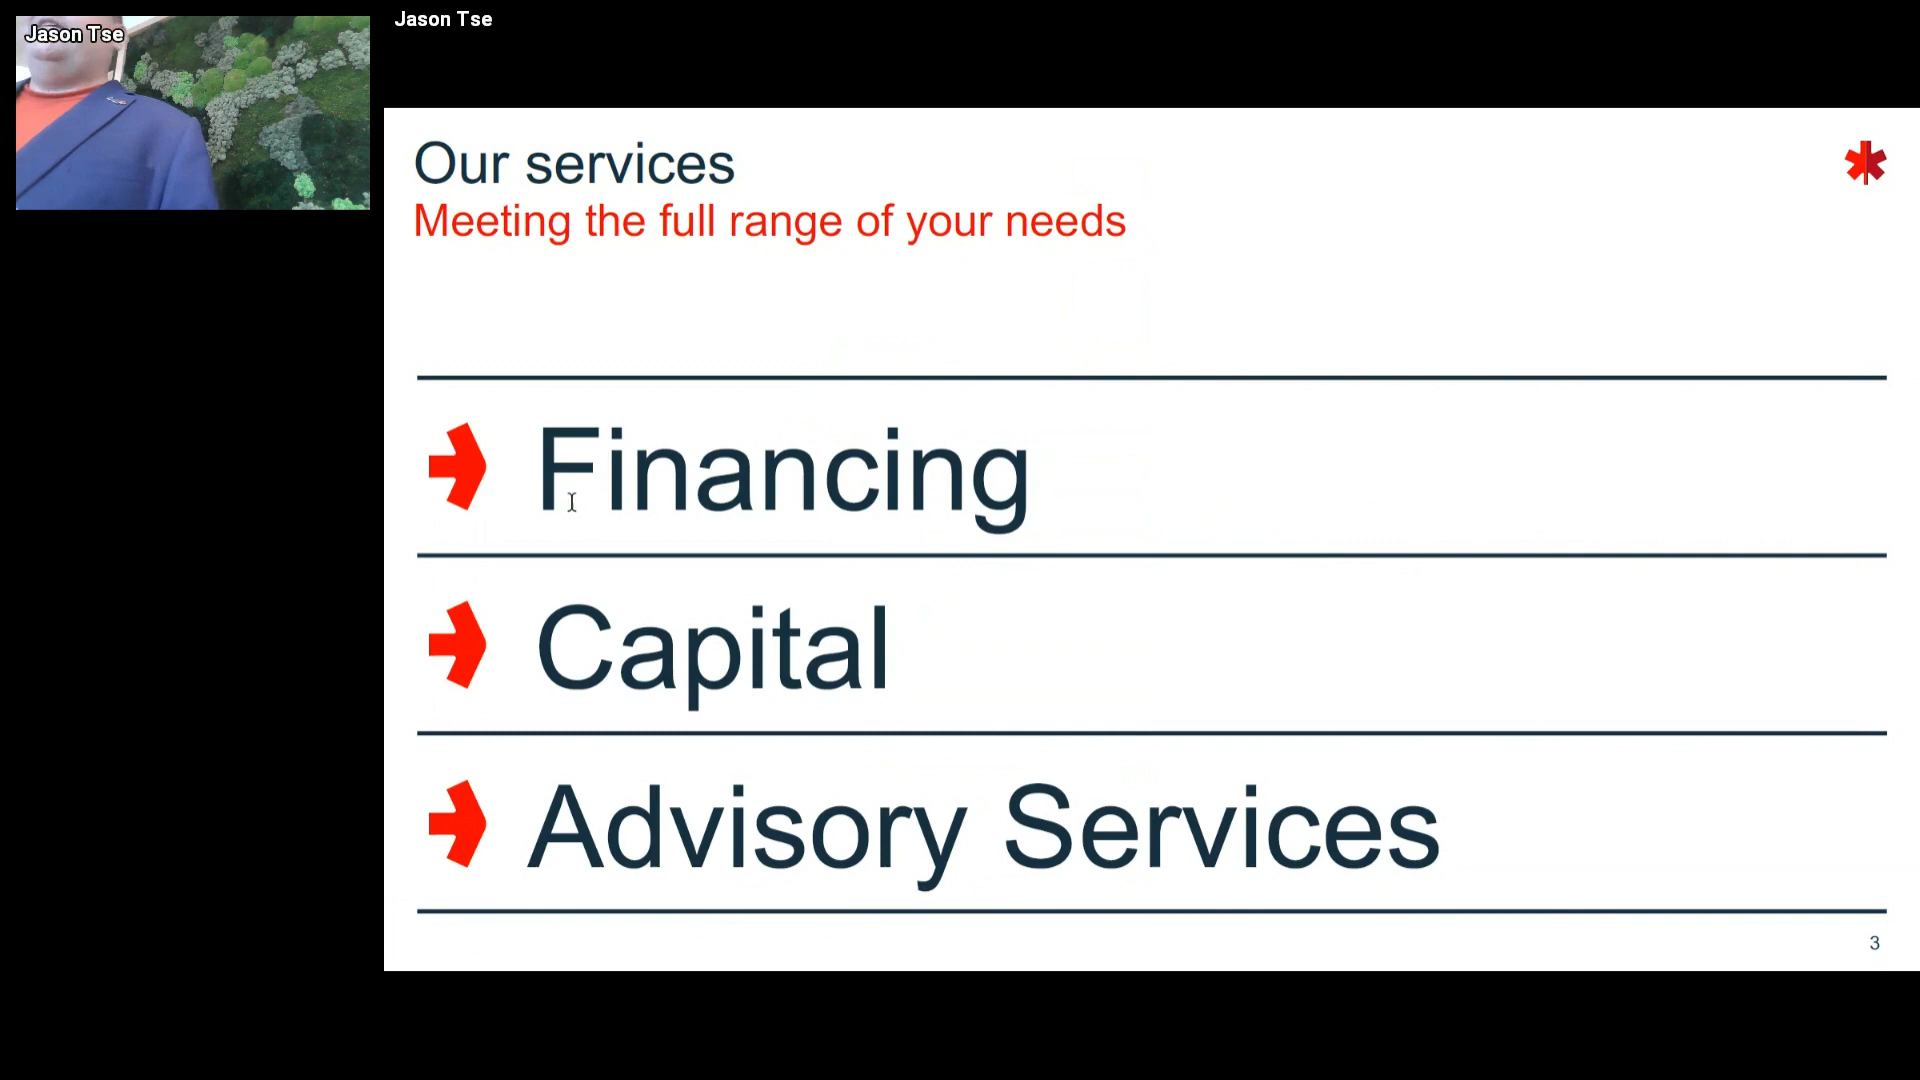 Jason Tse
Jason Tse
Our services
Meeting the full range of your needs
Financing
Capital
Advisory Services
3